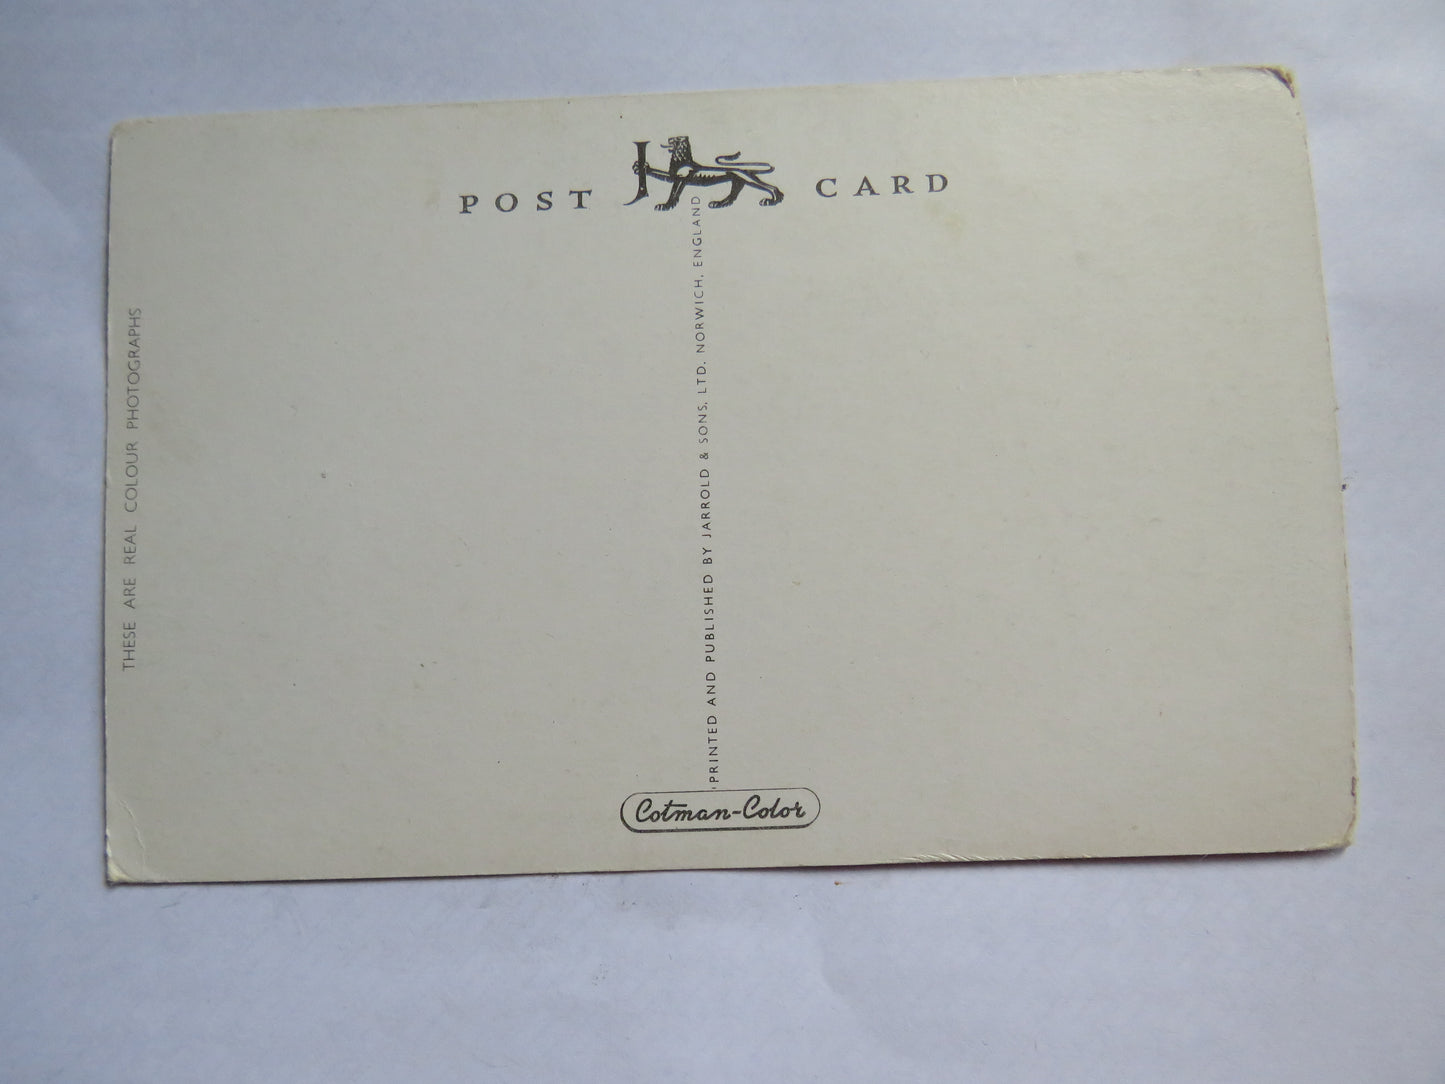 POST J CARD
THESE ARE REAL COLOUR PHOTOGRAPHS
PRINTED AND PUBLISHED BY JARROLD & SONS, LTD. NORWICH, ENGLAND
Cotman-Color